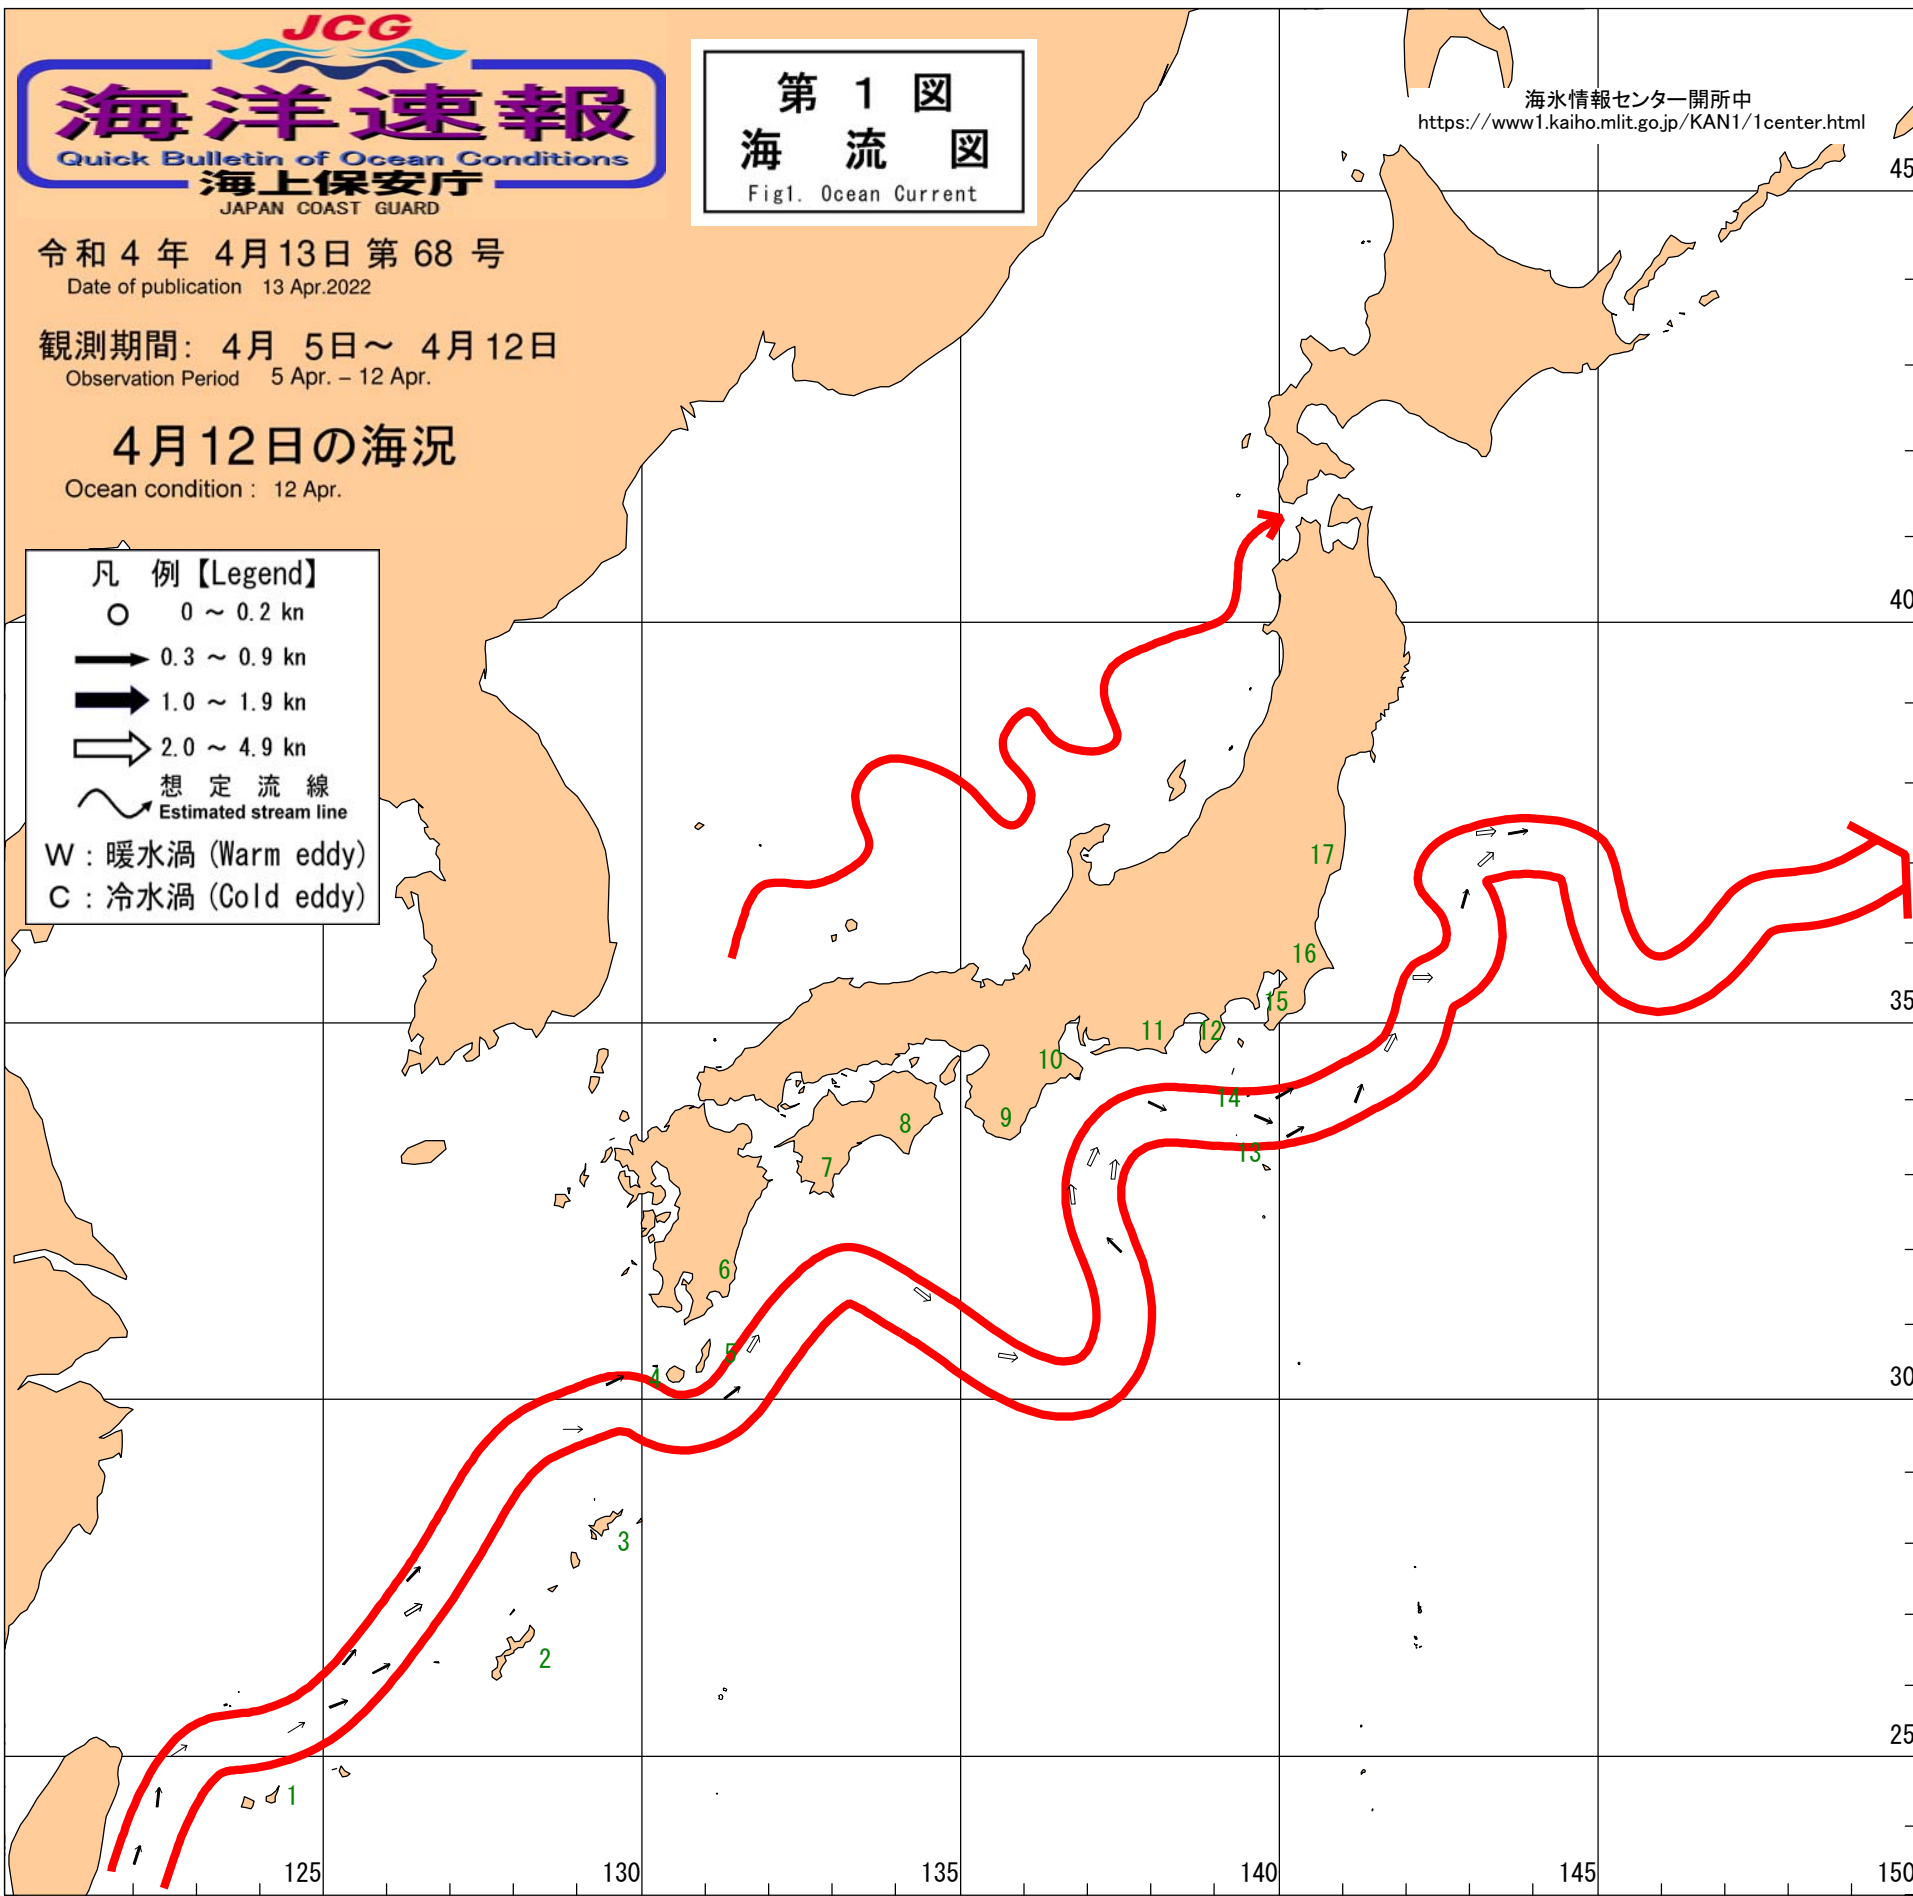 JCG
海洋速報
Quick Bulletin of Ocean Conditions
海上保安庁
JAPAN COAST GUARD
第 1 図
海 流 図
Fig1. Ocean Current
海氷情報センター開所中
https://www1.kaiho.mlit.go.jp/KAN1/1center.html
令和 4 年 4月13日 第 68 号
Date of publication 13 Apr.2022
観測期間: 4月 5日～ 4月12日
Observation Period 5 Apr. – 12 Apr.
4月12日の海況
Ocean condition : 12 Apr.
凡 例【Legend】
0 ～ 0.2 kn
0.3 ～ 0.9 kn
1.0 ～ 1.9 kn
2.0 ～ 4.9 kn
想 定 流 線
Estimated stream line
W : 暖水渦 (Warm eddy)
C : 冷水渦 (Cold eddy)
45
40
35
30
25
17
16
15
11
12
10
14
9
8
13
7
6
5
4
3
2
1
125
130
135
140
145
150